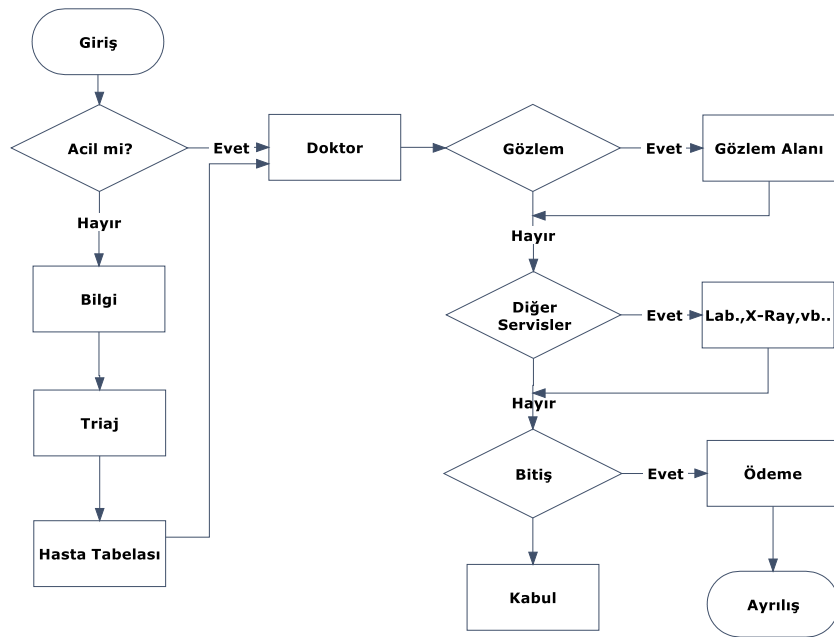 Giriş
Acil mi?
Evet
Doktor
Gözlem
Evet
Gözlem Alanı
Hayır
Hayır
Bilgi
Diğer
Servisler
Evet
Lab.,X-Ray,vb..
Triaj
Hayır
Bitiş
Evet
Ödeme
Hasta Tabelası
Kabul
Ayrılış